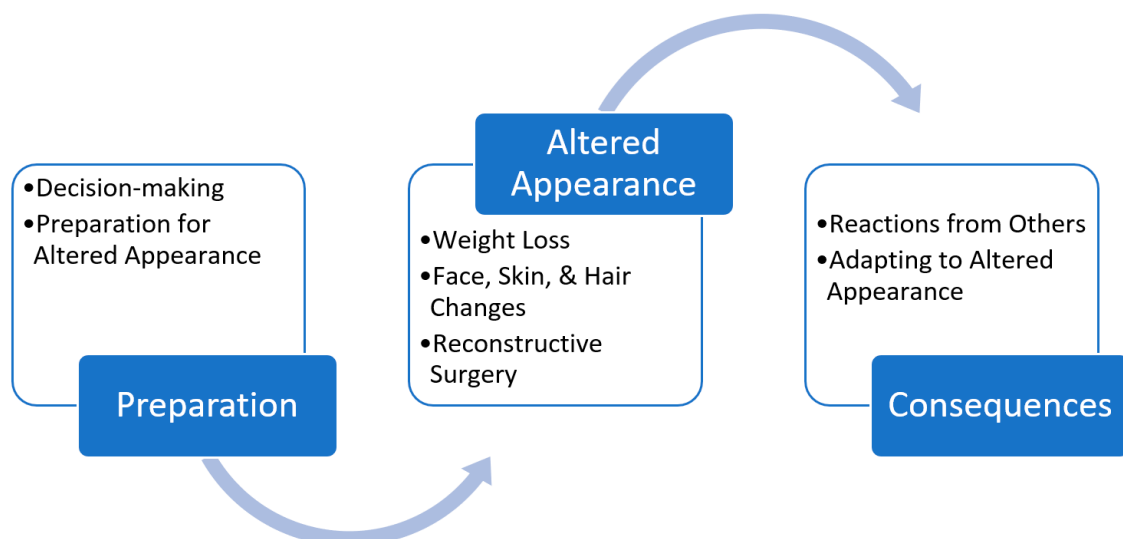 •Decision-making
•Preparation for
Altered Appearance
Preparation
Altered
Appearance
•Weight Loss
•Face, Skin, & Hair
Changes
•Reconstructive
Surgery
•Reactions from Others
•Adapting to Altered
Appearance
Consequences